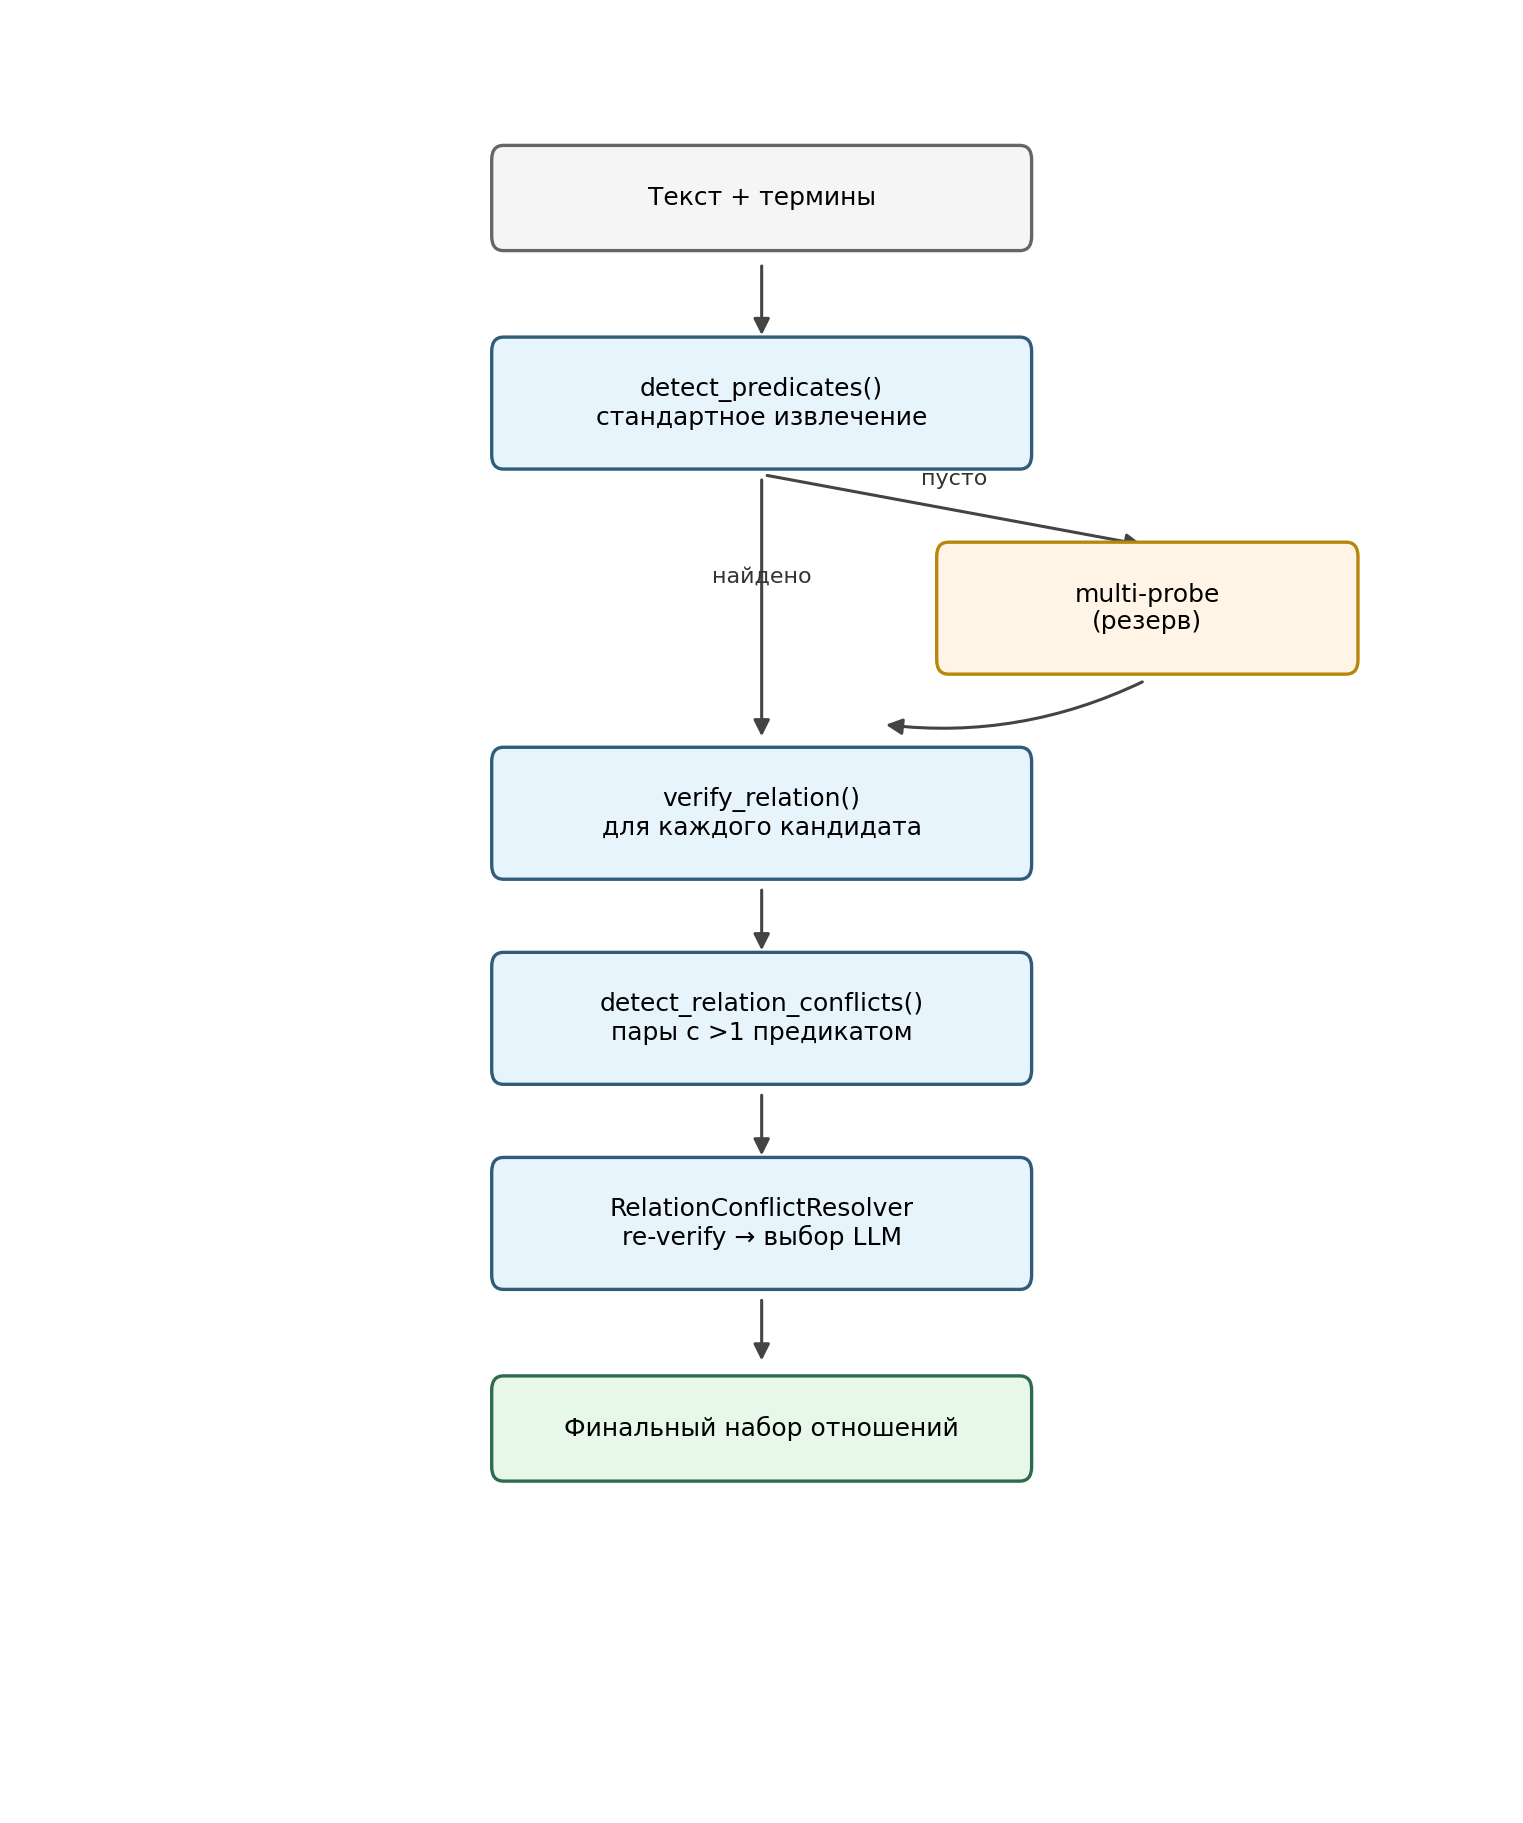 Текст + термины
detect_predicates()
стандартное извлечение
пусто
найдено
multi-probe
(резерв)
verify_relation()
для каждого кандидата
detect_relation_conflicts()
пары с >1 предикатом
RelationConflictResolver
re-verify → выбор LLM
Финальный набор отношений